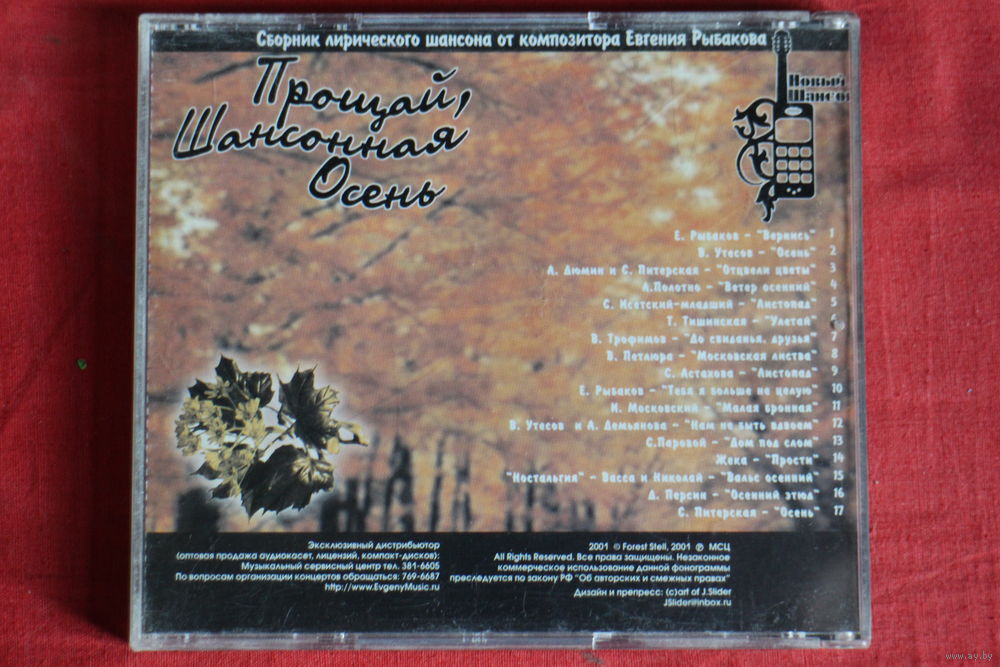 Сборник лирического шансона от композитора Евгения Рыбакова
Прощай,
Шансонная
Осень
Новый
Шансо
Е. Рыбаков - "Вернись" 1
В. Утесов - "Осень" 2
А. Дюмин и С. Питерская - "Отцвели цветы" 3
А.Полотно - "Ветер осенний" 4
С. Исетский-младший - "Листопад" 5
Т. Тишинская - "Улетай" 6
В. Трофимов - "До свиданья, друзья" 7
В. Петлюра - "Московская листва" 8
С. Астахова - "Листопад" 9
Е. Рыбаков - "Тебя я больше не целую" 10
И. Московский - "Малая бронная" 11
В. Утесов и А. Демьянова - "Нам не быть вдвоем" 12
С.Паровой - "Дом под слом" 13
Жека - "Прости" 14
"Ностальгия" - Васса и Николай - "Вальс осенний" 15
Д. Персин - "Осенний этюд" 16
С. Питерская - "Осень" 17
Эксклюзивный дистрибьютор
(оптовая продажа аудиокасет, лицензий, компакт-дисков):
Музыкальный сервисный центр тел. 381-6605
По вопросам организации концертов обращаться: 769-6687
http://www.EvgenyMusic.ru
2001 © Forest Stell, 2001 ℗ МСЦ
All Rights Reserved. Все права защищены. Незаконное
коммерческое использование данной фонограммы
преследуется по закону РФ "Об авторских и смежных правах"
Дизайн и препресс: (c)art of J.Slider
JSlider@inbox.ru
www.ay.by